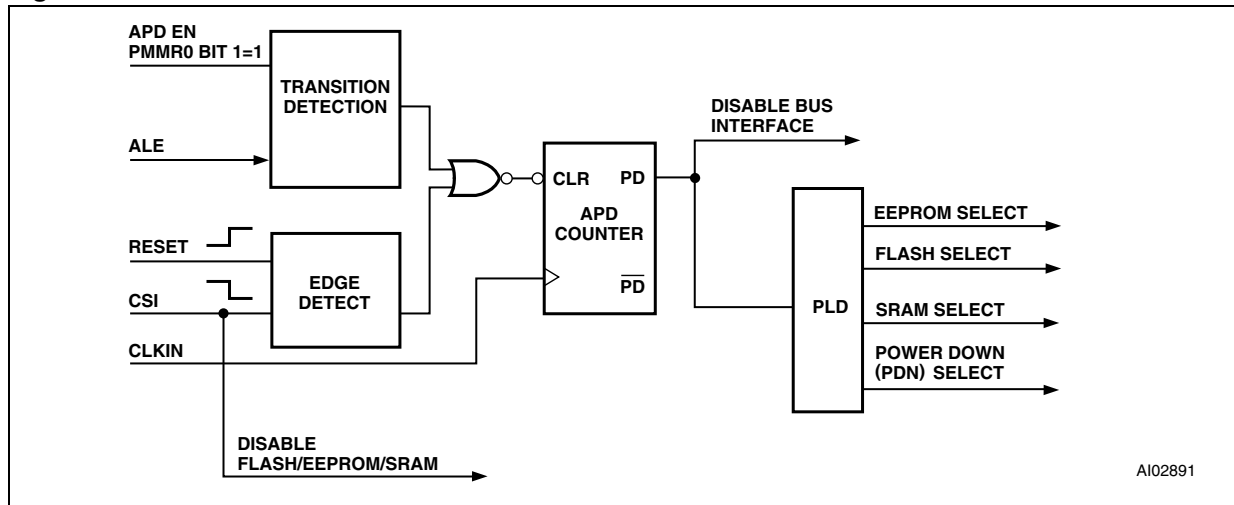 APD EN
PMMR0 BIT 1=1
TRANSITION
DETECTION
ALE
RESET
CSI
CLKIN
EDGE
DETECT
CLR
PD
APD
COUNTER
PD
DISABLE BUS
INTERFACE
PLD
EEPROM SELECT
FLASH SELECT
SRAM SELECT
POWER DOWN
(PDN) SELECT
DISABLE
FLASH/EEPROM/SRAM
AI02891